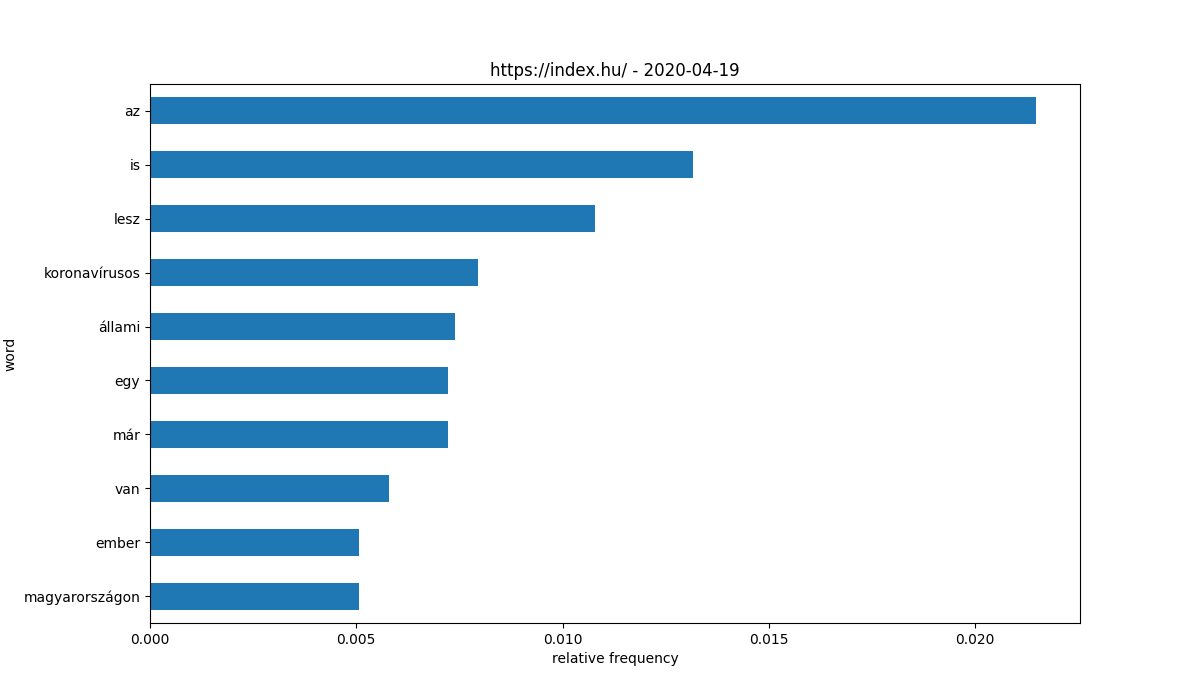 https://index.hu/ - 2020-04-19
az
is
lesz
koronavírusos
állami
egy
már
van
ember
magyarországon
word
0.000 0.005 0.010 0.015 0.020
relative frequency